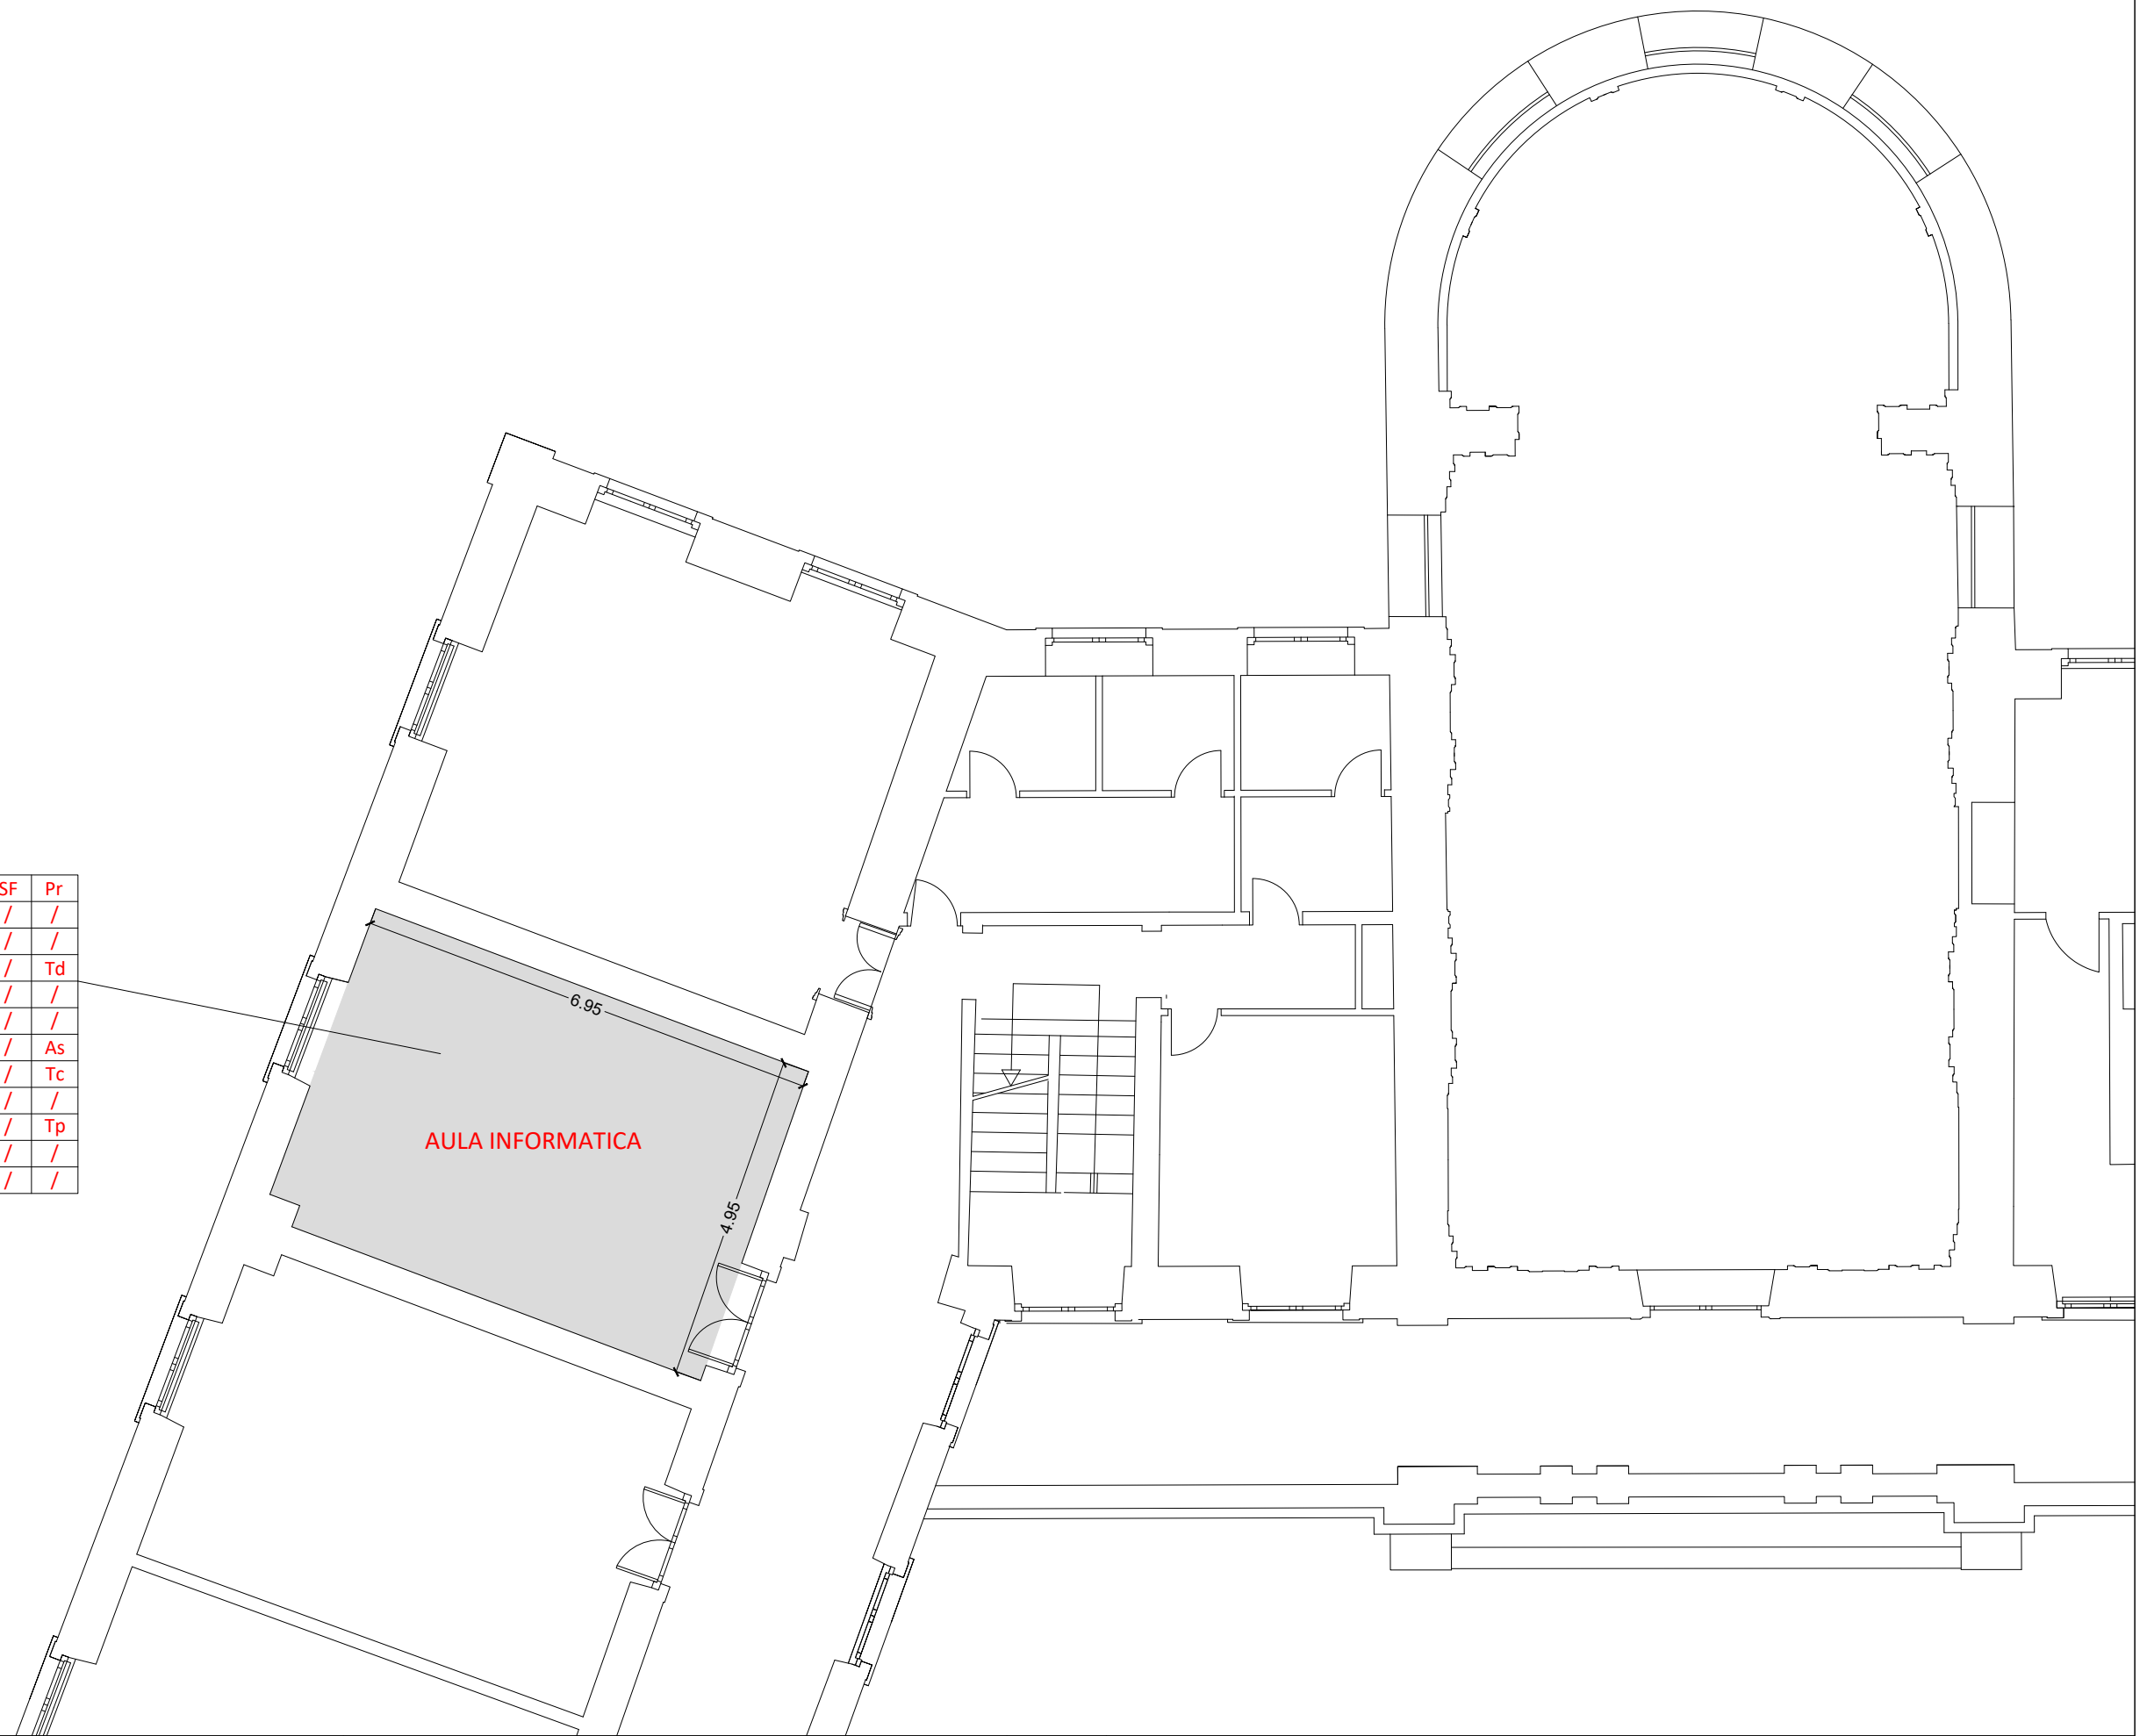 SF Pr
/ /
/ /
/ Td
/ /
/ /
/ As
/ Tc
/ /
/ Tp
/ /
/ /
6.95
AULA INFORMATICA
4.95